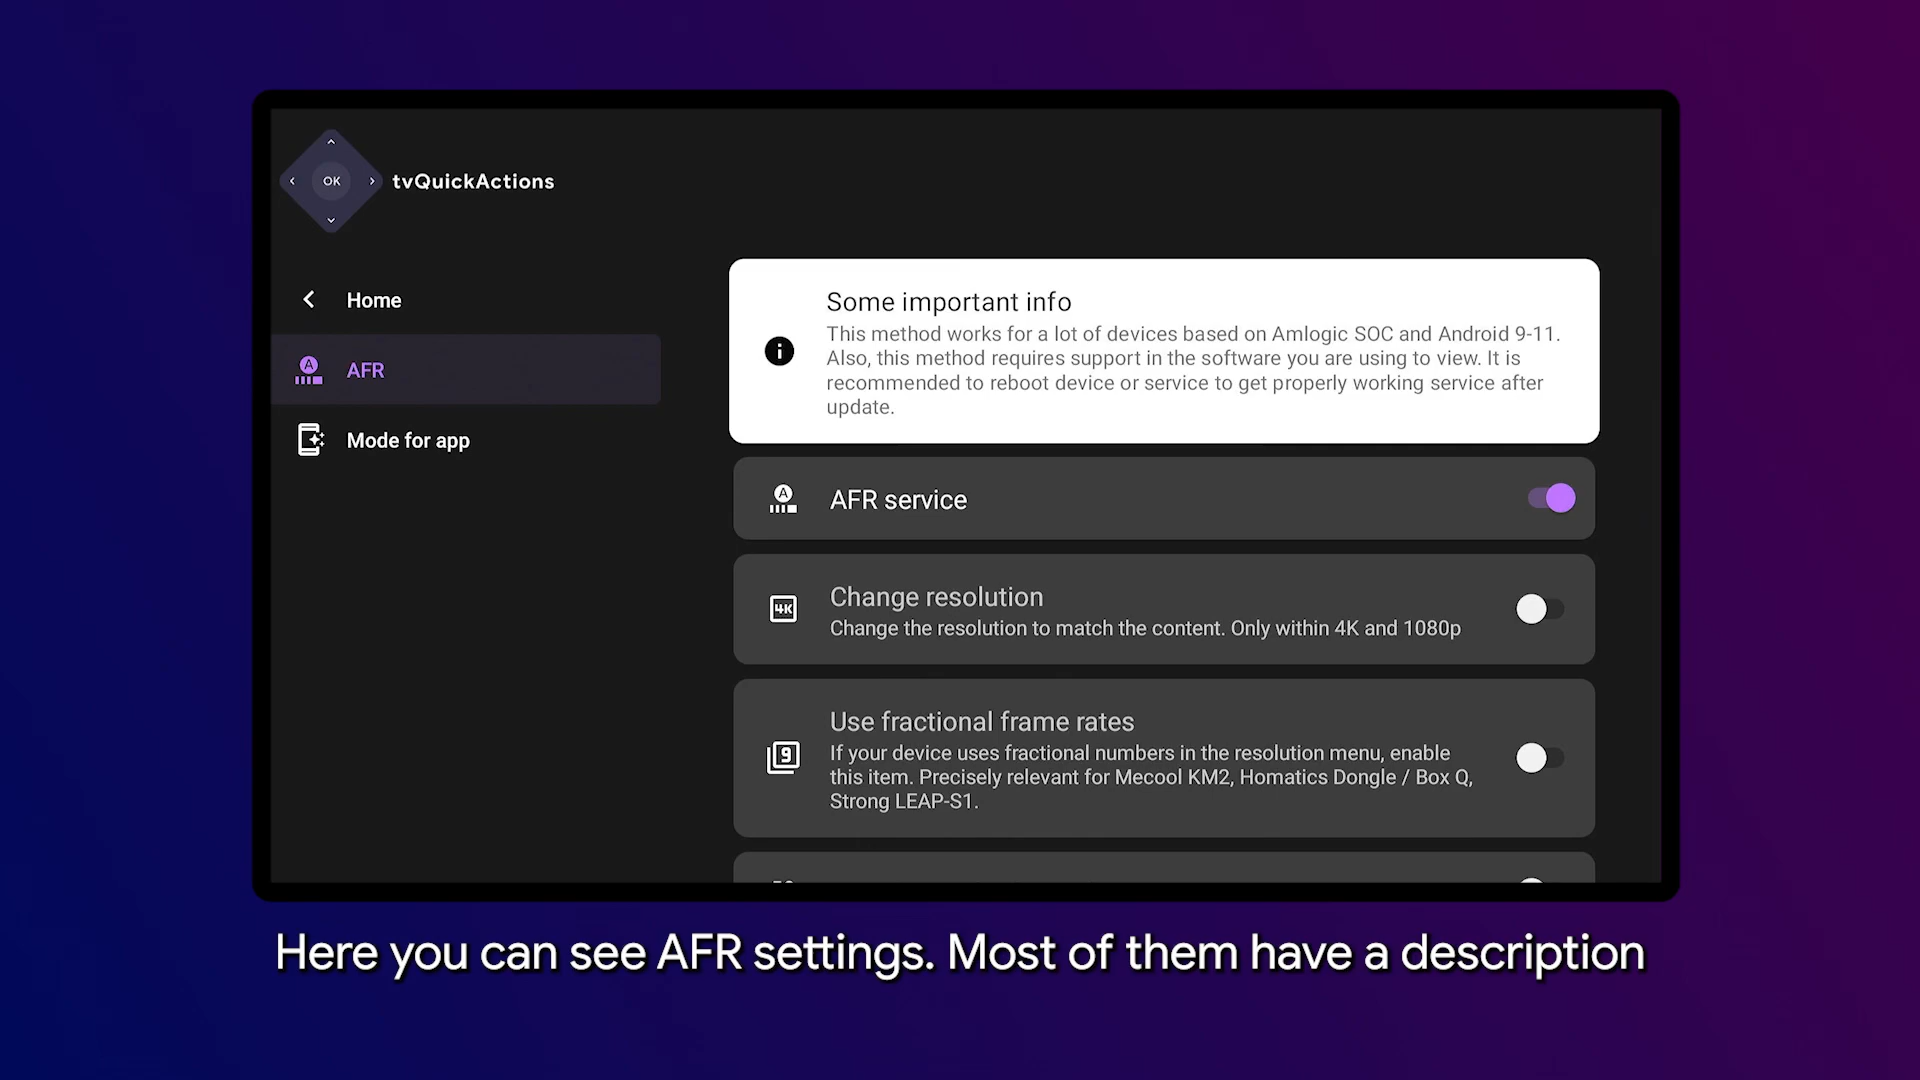 OK
tvQuickActions
Home
A
AFR
Mode for app
Some important info
This method works for a lot of devices based on Amlogic SOC and Android 9-11.
Also, this method requires support in the software you are using to view. It is
recommended to reboot device or service to get properly working service after
update.
A
AFR service
4K
Change resolution
Change the resolution to match the content. Only within 4K and 1080p
9
Use fractional frame rates
If your device uses fractional numbers in the resolution menu, enable
this item. Precisely relevant for Mecool KM2, Homatics Dongle / Box Q,
Strong LEAP-S1.
Here you can see AFR settings. Most of them have a description